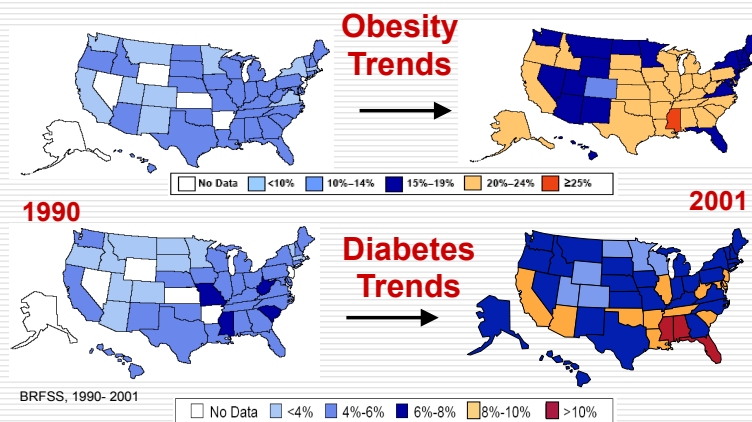 Obesity
Trends
No Data <10% 10%–14% 15%–19% 20%–24% ≥25%
1990
2001
Diabetes
Trends
BRFSS, 1990- 2001
No Data <4% 4%-6% 6%-8% 8%-10% >10%